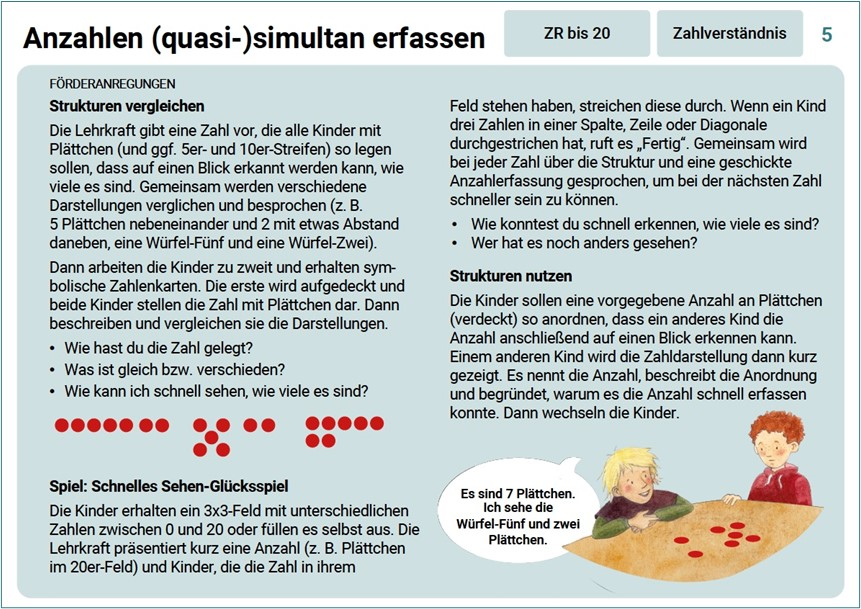 Anzahlen (quasi-)simultan erfassen
ZR bis 20
Zahlverständnis
5
FÖRDERANREGUNGEN
Strukturen vergleichen
Die Lehrkraft gibt eine Zahl vor, die alle Kinder mit
Plättchen (und ggf. 5er- und 10er-Streifen) so legen
sollen, dass auf einen Blick erkannt werden kann, wie
viele es sind. Gemeinsam werden verschiedene
Darstellungen verglichen und besprochen (z. B.
5 Plättchen nebeneinander und 2 mit etwas Abstand
daneben, eine Würfel-Fünf und eine Würfel-Zwei).
Dann arbeiten die Kinder zu zweit und erhalten sym-
bolische Zahlenkarten. Die erste wird aufgedeckt und
beide Kinder stellen die Zahl mit Plättchen dar. Dann
beschreiben und vergleichen sie die Darstellungen.
• Wie hast du die Zahl gelegt?
• Was ist gleich bzw. verschieden?
• Wie kann ich schnell sehen, wie viele es sind?
Spiel: Schnelles Sehen-Glücksspiel
Die Kinder erhalten ein 3x3-Feld mit unterschiedlichen
Zahlen zwischen 0 und 20 oder füllen es selbst aus. Die
Lehrkraft präsentiert kurz eine Anzahl (z. B. Plättchen
im 20er-Feld) und Kinder, die die Zahl in ihrem
Feld stehen haben, streichen diese durch. Wenn ein Kind
drei Zahlen in einer Spalte, Zeile oder Diagonale
durchgestrichen hat, ruft es „Fertig“. Gemeinsam wird
bei jeder Zahl über die Struktur und eine geschickte
Anzahlerfassung gesprochen, um bei der nächsten Zahl
schneller sein zu können.
• Wie konntest du schnell erkennen, wie viele es sind?
• Wer hat es noch anders gesehen?
Strukturen nutzen
Die Kinder sollen eine vorgegebene Anzahl an Plättchen
(verdeckt) so anordnen, dass ein anderes Kind die
Anzahl anschließend auf einen Blick erkennen kann.
Einem anderen Kind wird die Zahldarstellung dann kurz
gezeigt. Es nennt die Anzahl, beschreibt die Anordnung
und begründet, warum es die Anzahl schnell erfassen
konnte. Dann wechseln die Kinder.
Es sind 7 Plättchen.
Ich sehe die
Würfel-Fünf und zwei
Plättchen.